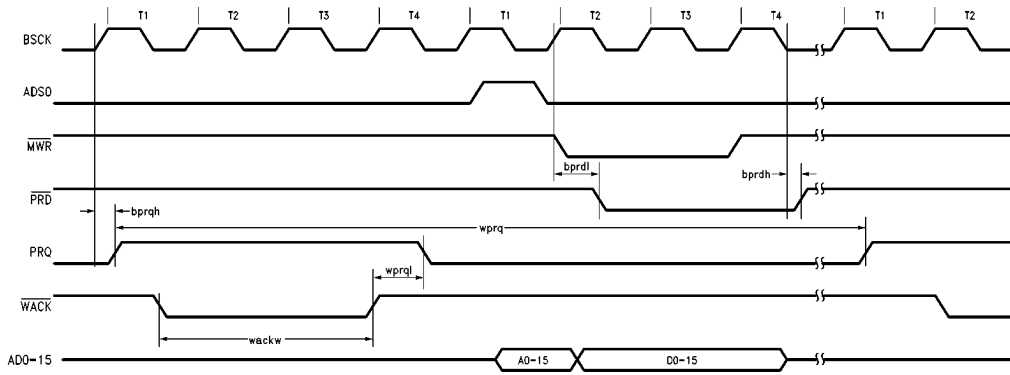 T1 T2 T3 T4 T1 T2 T3 T4 T1 T2
BSCK
ADS0
MWR
bprdl bprdh
PRD
bprqh
wprq
PRQ
wprql
WACK
wackw
AD0-15 A0-15 D0-15